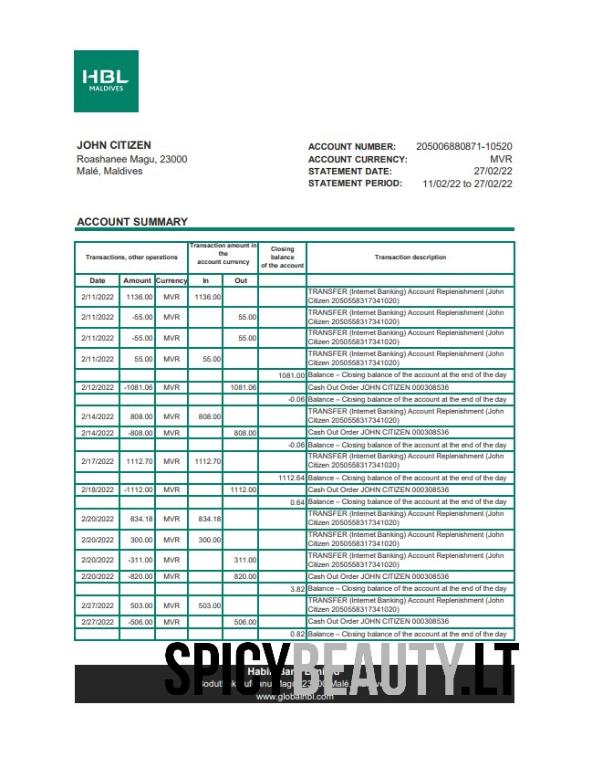 HBL
MALDIVES
JOHN CITIZEN
Roashanee Magu, 23000
Malé, Maldives
ACCOUNT NUMBER: 205006880871-10520
ACCOUNT CURRENCY: MVR
STATEMENT DATE: 27/02/22
STATEMENT PERIOD: 11/02/22 to 27/02/22
ACCOUNT SUMMARY
Transactions, other operations
Transaction amount in
the
account currency
Closing
balance
of the account
Transaction description
Date Amount Currency In Out
2/11/2022 1136.00 MVR 1136.00 TRANSFER (Internet Banking) Account Replenishment (John
Citizen 2050558317341020)
2/11/2022 -55.00 MVR 55.00 TRANSFER (Internet Banking) Account Replenishment (John
Citizen 2050558317341020)
2/11/2022 -55.00 MVR 55.00 TRANSFER (Internet Banking) Account Replenishment (John
Citizen 2050558317341020)
2/11/2022 55.00 MVR 55.00 TRANSFER (Internet Banking) Account Replenishment (John
Citizen 2050558317341020)
1081.00 Balance – Closing balance of the account at the end of the day
2/12/2022 -1081.06 MVR 1081.06 Cash Out Order JOHN CITIZEN 000308536
-0.06 Balance – Closing balance of the account at the end of the day
2/14/2022 808.00 MVR 808.00 TRANSFER (Internet Banking) Account Replenishment (John
Citizen 2050558317341020)
2/14/2022 -808.00 MVR 808.00 Cash Out Order JOHN CITIZEN 000308536
-0.06 Balance – Closing balance of the account at the end of the day
2/17/2022 1112.70 MVR 1112.70 TRANSFER (Internet Banking) Account Replenishment (John
Citizen 2050558317341020)
1112.64 Balance – Closing balance of the account at the end of the day
2/18/2022 -1112.00 MVR 1112.00 Cash Out Order JOHN CITIZEN 000308536
0.64 Balance – Closing balance of the account at the end of the day
2/20/2022 834.18 MVR 834.18 TRANSFER (Internet Banking) Account Replenishment (John
Citizen 2050558317341020)
2/20/2022 300.00 MVR 300.00 TRANSFER (Internet Banking) Account Replenishment (John
Citizen 2050558317341020)
2/20/2022 -311.00 MVR 311.00 TRANSFER (Internet Banking) Account Replenishment (John
Citizen 2050558317341020)
2/20/2022 -820.00 MVR 820.00 Cash Out Order JOHN CITIZEN 000308536
3.82 Balance – Closing balance of the account at the end of the day
2/27/2022 503.00 MVR 503.00 TRANSFER (Internet Banking) Account Replenishment (John
Citizen 2050558317341020)
2/27/2022 -506.00 MVR 506.00 Cash Out Order JOHN CITIZEN 000308536
0.82 Balance – Closing balance of the account at the end of the day
SPICYBEAUTY.LT
www.globalhbl.com